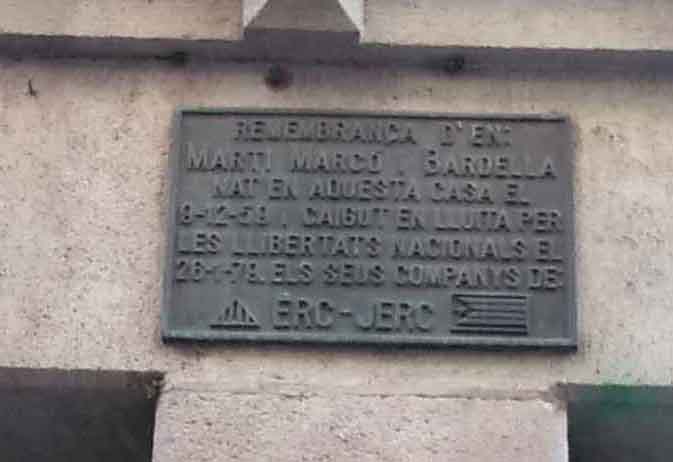 REMEMBRANÇA D'EN:
MARTI MARCÓ I BARDELLA
NAT EN AQUESTA CASA EL
9-12-59 I CAIGUT EN LLUITA PER
LES LLIBERTATS NACIONALS EL
26-1-79. ELS SEUS COMPANYS DE:
ERC-JERC